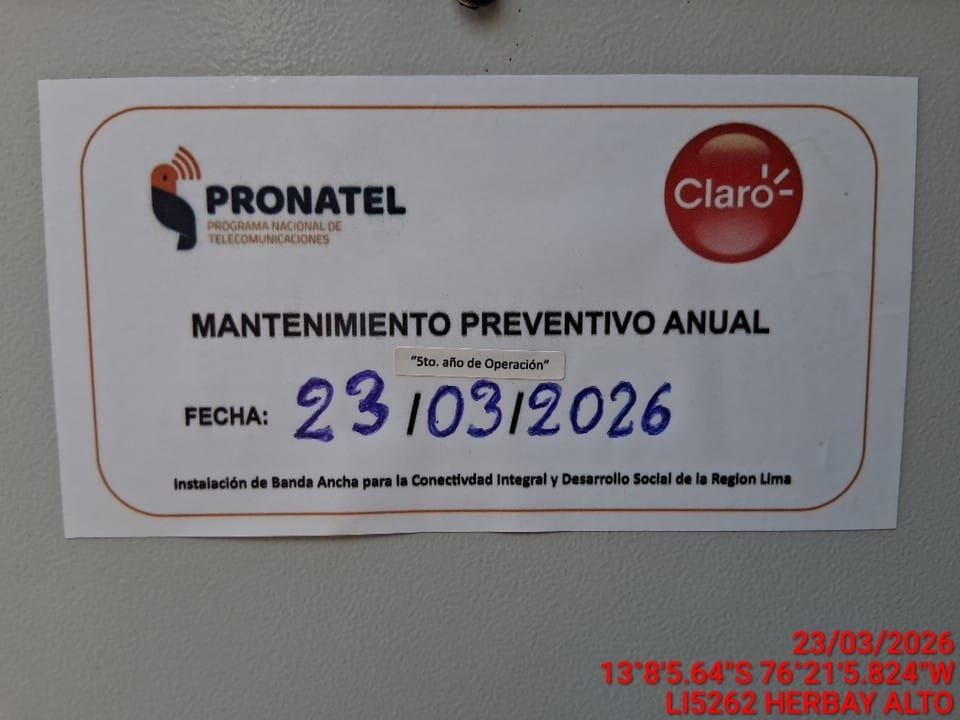 PRONATEL
PROGRAMA NACIONAL DE
TELECOMUNICACIONES
Claro
MANTENIMIENTO PREVENTIVO ANUAL
"5to. año de Operación"
FECHA: 23/03/2026
Instalación de Banda Ancha para la Conectivdad Integral y Desarrollo Social de la Region Lima
23/03/2026
13°8'5.64"S 76°21'5.824"W
LI5262 HERBAY ALTO